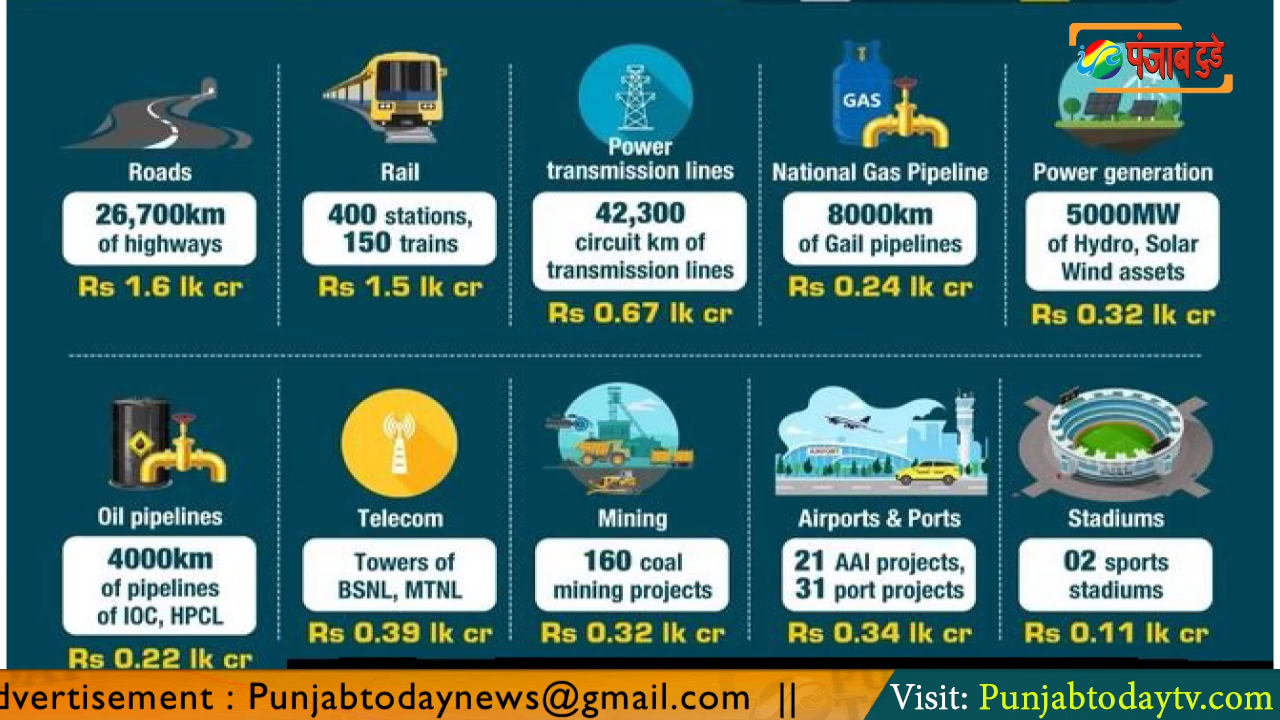 पंजाब टुडे
GAS
Roads
26,700km
of highways
Rs 1.6 lk cr
Rail
400 stations,
150 trains
Rs 1.5 lk cr
Power
transmission lines
42,300
circuit km of
transmission lines
Rs 0.67 lk cr
National Gas Pipeline
8000km
of Gail pipelines
Rs 0.24 lk cr
Power generation
5000MW
of Hydro, Solar
Wind assets
Rs 0.32 lk cr
Oil pipelines
4000km
of pipelines
of IOC, HPCL
Rs 0.22 lk cr
Telecom
Towers of
BSNL, MTNL
Rs 0.39 lk cr
Mining
160 coal
mining projects
Rs 0.32 lk cr
AIRPORT
Airports & Ports
21 AAI projects,
31 port projects
Rs 0.34 lk cr
Stadiums
02 sports
stadiums
Rs 0.11 lk cr
dvertisement : Punjabtodaynews@gmail.com ||
Visit: Punjabtodaytv.com